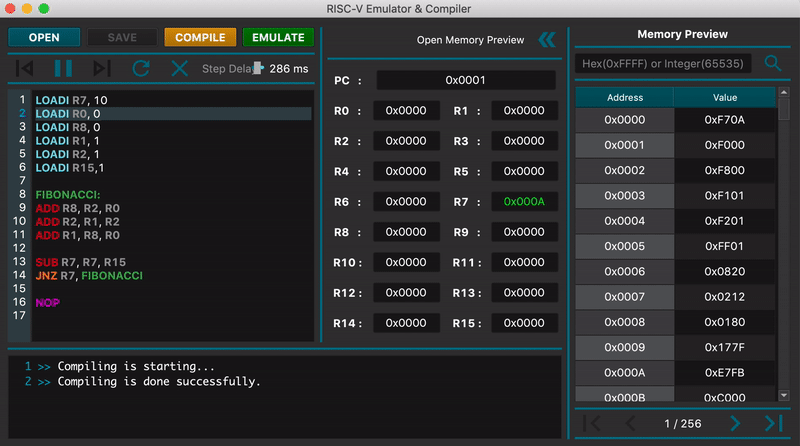 RISC-V Emulator & Compiler
OPEN SAVE COMPILE EMULATE
Step Delay 286 ms
1 LOADI R7, 10
2 LOADI R0, 0
3 LOADI R8, 0
4 LOADI R1, 1
5 LOADI R2, 1
6 LOADI R15,1
7
8 FIBONACCI:
9 ADD R8, R2, R0
10 ADD R2, R1, R2
11 ADD R1, R8, R0
12
13 SUB R7, R7, R15
14 JNZ R7, FIBONACCI
15
16 NOP
17
Open Memory Preview
PC : 0x0001
R0 : 0x0000 R1 : 0x0000
R2 : 0x0000 R3 : 0x0000
R4 : 0x0000 R5 : 0x0000
R6 : 0x0000 R7 : 0x000A
R8 : 0x0000 R9 : 0x0000
R10 : 0x0000 R11 : 0x0000
R12 : 0x0000 R13 : 0x0000
R14 : 0x0000 R15 : 0x0000
Memory Preview
Hex(0xFFFF) or Integer(65535)
Address Value
0x0000 0xF70A
0x0001 0xF000
0x0002 0xF800
0x0003 0xF101
0x0004 0xF201
0x0005 0xFF01
0x0006 0x0820
0x0007 0x0212
0x0008 0x0180
0x0009 0x177F
0x000A 0xE7FB
0x000B 0xC000
1 / 256
1 >> Compiling is starting...
2 >> Compiling is done successfully.